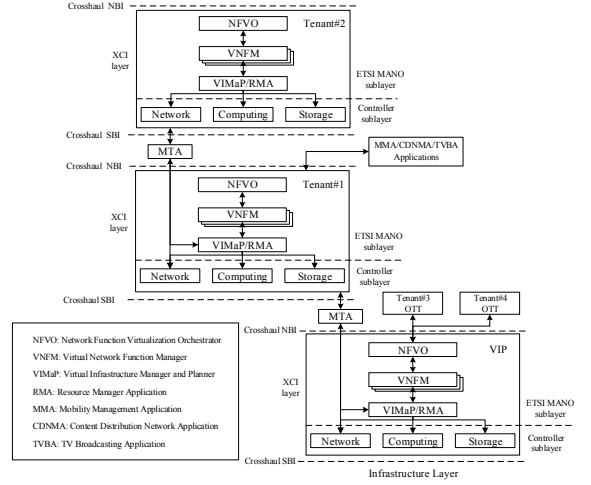 Crosshaul NBI
Tenant#2
NFVO
XCI
layer
VNFM
VIMaP/RMA
ETSI MANO
sublayer
Controller
sublayer
Network
Computing
Storage
Crosshaul SBI
MTA
MMA/CDNMA/TVBA
Applications
Crosshaul NBI
Tenant#1
NFVO
XCI
layer
VNFM
VIMaP/RMA
ETSI MANO
sublayer
Controller
sublayer
Network
Computing
Storage
Crosshaul SBI
MTA
Tenant#3
OTT
Tenant#4
OTT
Crosshaul NBI
VIP
NFVO
XCI
layer
VNFM
VIMaP/RMA
ETSI MANO
sublayer
Controller
sublayer
Network
Computing
Storage
Crosshaul SBI
Infrastructure Layer
NFVO: Network Function Virtualization Orchestrator
VNFM: Virtual Network Function Manager
VIMaP: Virtual Infrastructure Manager and Planner
RMA: Resource Manager Application
MMA: Mobility Management Application
CDNMA: Content Distribution Network Application
TVBA: TV Broadcasting Application